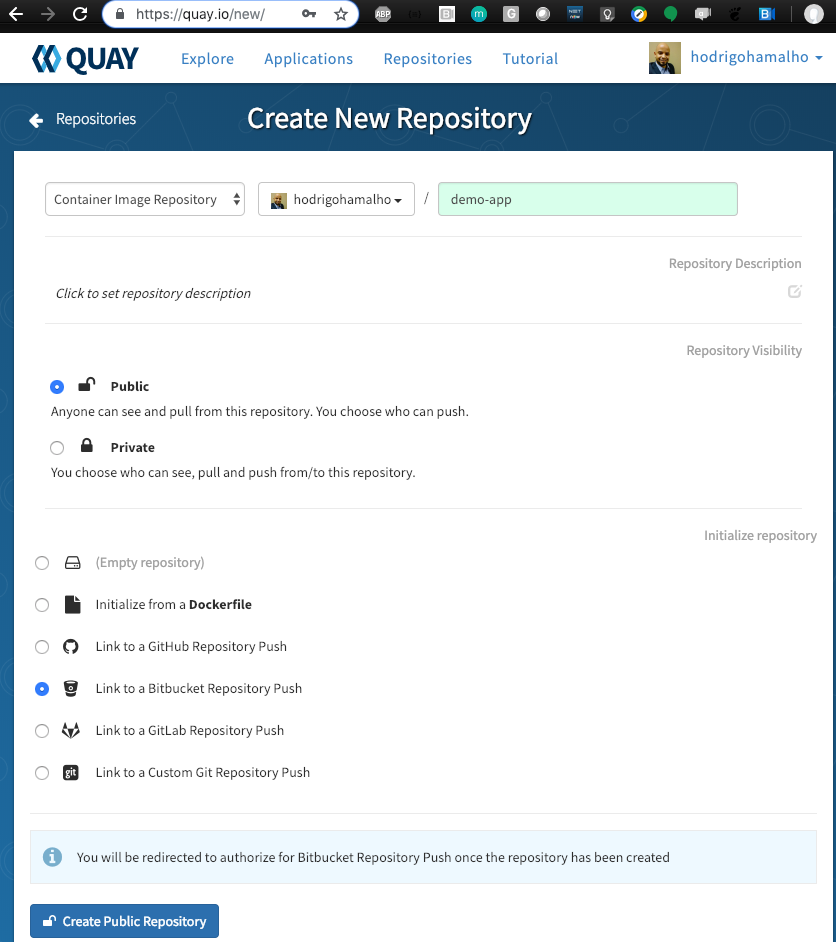 https://quay.io/new/
ABP
QUAY
Explore Applications Repositories Tutorial hodrigohamalho
Repositories
Create New Repository
Container Image Repository hodrigohamalho / demo-app
Repository Description
Click to set repository description
Repository Visibility
Public
Anyone can see and pull from this repository. You choose who can push.
Private
You choose who can see, pull and push from/to this repository.
Initialize repository
(Empty repository)
Initialize from a Dockerfile
Link to a GitHub Repository Push
Link to a Bitbucket Repository Push
Link to a GitLab Repository Push
git Link to a Custom Git Repository Push
You will be redirected to authorize for Bitbucket Repository Push once the repository has been created
Create Public Repository